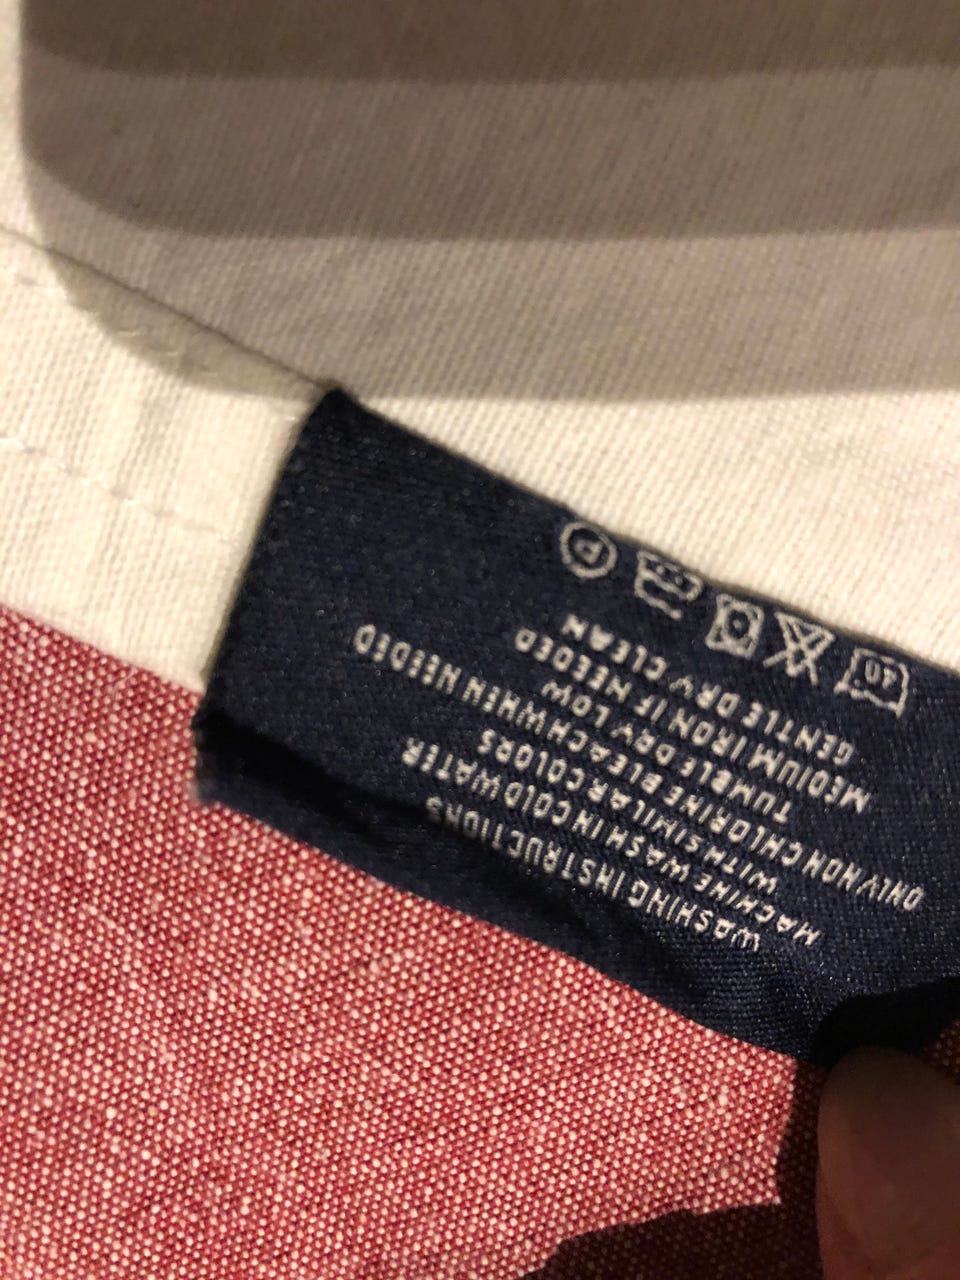 WASHING INSTRUCTIONS
MACHINE WASH IN COLD WATER
WITH SIMILAR COLORS
ONLY NON CHLORINE BLEACH WHEN NEEDED
TUMBLE DRY LOW
MEDIUM IRON IF NEEDED
GENTLE DRY CLEAN
30 P